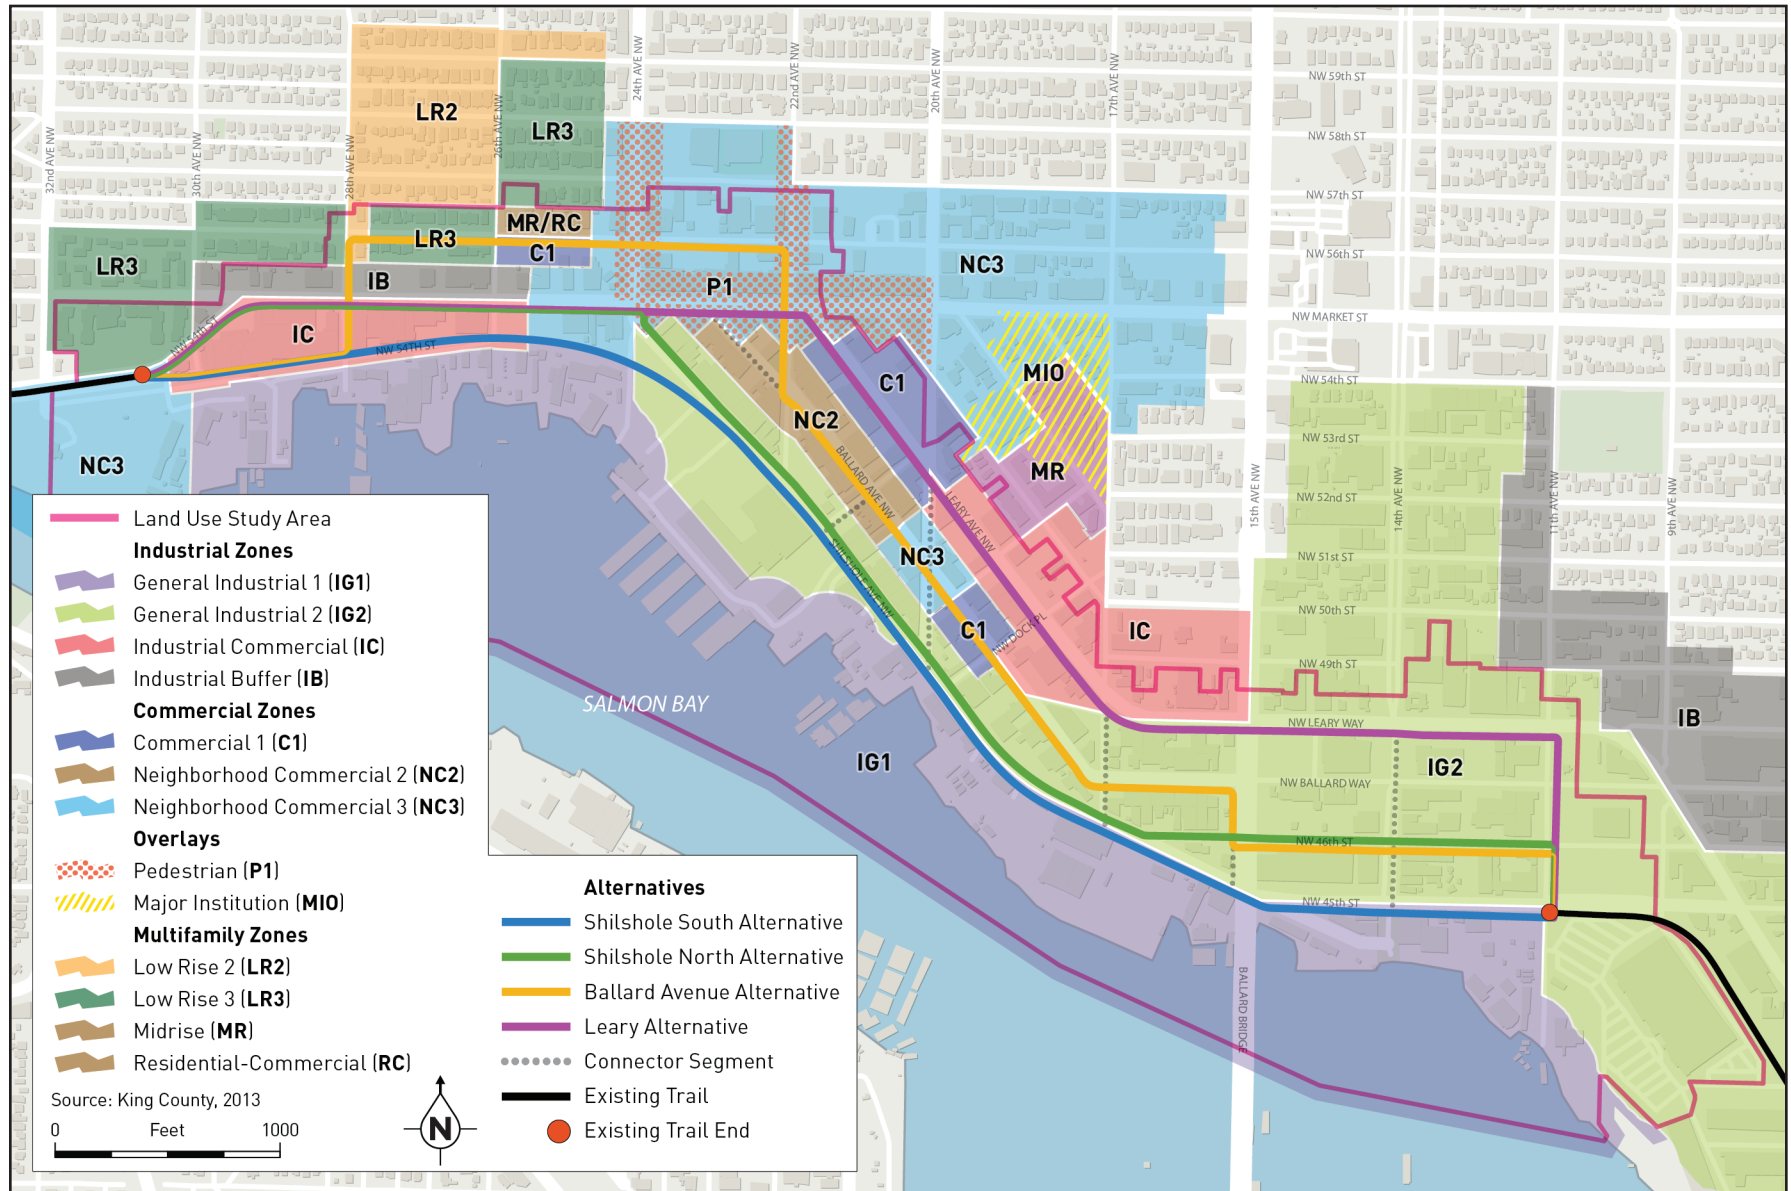 NW 59th ST
LR2
LR3
24th AVE NW
22nd AVE NW
20th AVE NW
17th AVE NW
26th AVE NW
NW 58th ST
32nd AVE NW
30th AVE NW
28th AVE NW
NW 57th ST
MR/RC
LR3
C1
LR3
NC3
NW 56th ST
IB
P1
NW MARKET ST
NW 54th ST
IC
NW 54TH ST
MIO
C1
NW 54th ST
NC2
NW 53rd ST
NC3
MR
BALLARD AVE NW
LEARY AVE NW
15th AVE NW
14th AVE NW
11th AVE NW
9th AVE NW
NW 52nd ST
SHILSHOLE AVE NW
NC3
NW 51st ST
C1
NW DOCK PL
IC
NW 50th ST
NW 49th ST
SALMON BAY
IG1
NW LEARY WAY
IB
IG2
NW BALLARD WAY
NW 46th ST
NW 45th ST
BALLARD BRIDGE
Land Use Study Area
Industrial Zones
General Industrial 1 (IG1)
General Industrial 2 (IG2)
Industrial Commercial (IC)
Industrial Buffer (IB)
Commercial Zones
Commercial 1 (C1)
Neighborhood Commercial 2 (NC2)
Neighborhood Commercial 3 (NC3)
Overlays
Pedestrian (P1)
Major Institution (MIO)
Multifamily Zones
Low Rise 2 (LR2)
Low Rise 3 (LR3)
Midrise (MR)
Residential-Commercial (RC)
Source: King County, 2013
0 Feet 1000
N
Alternatives
Shilshole South Alternative
Shilshole North Alternative
Ballard Avenue Alternative
Leary Alternative
Connector Segment
Existing Trail
Existing Trail End